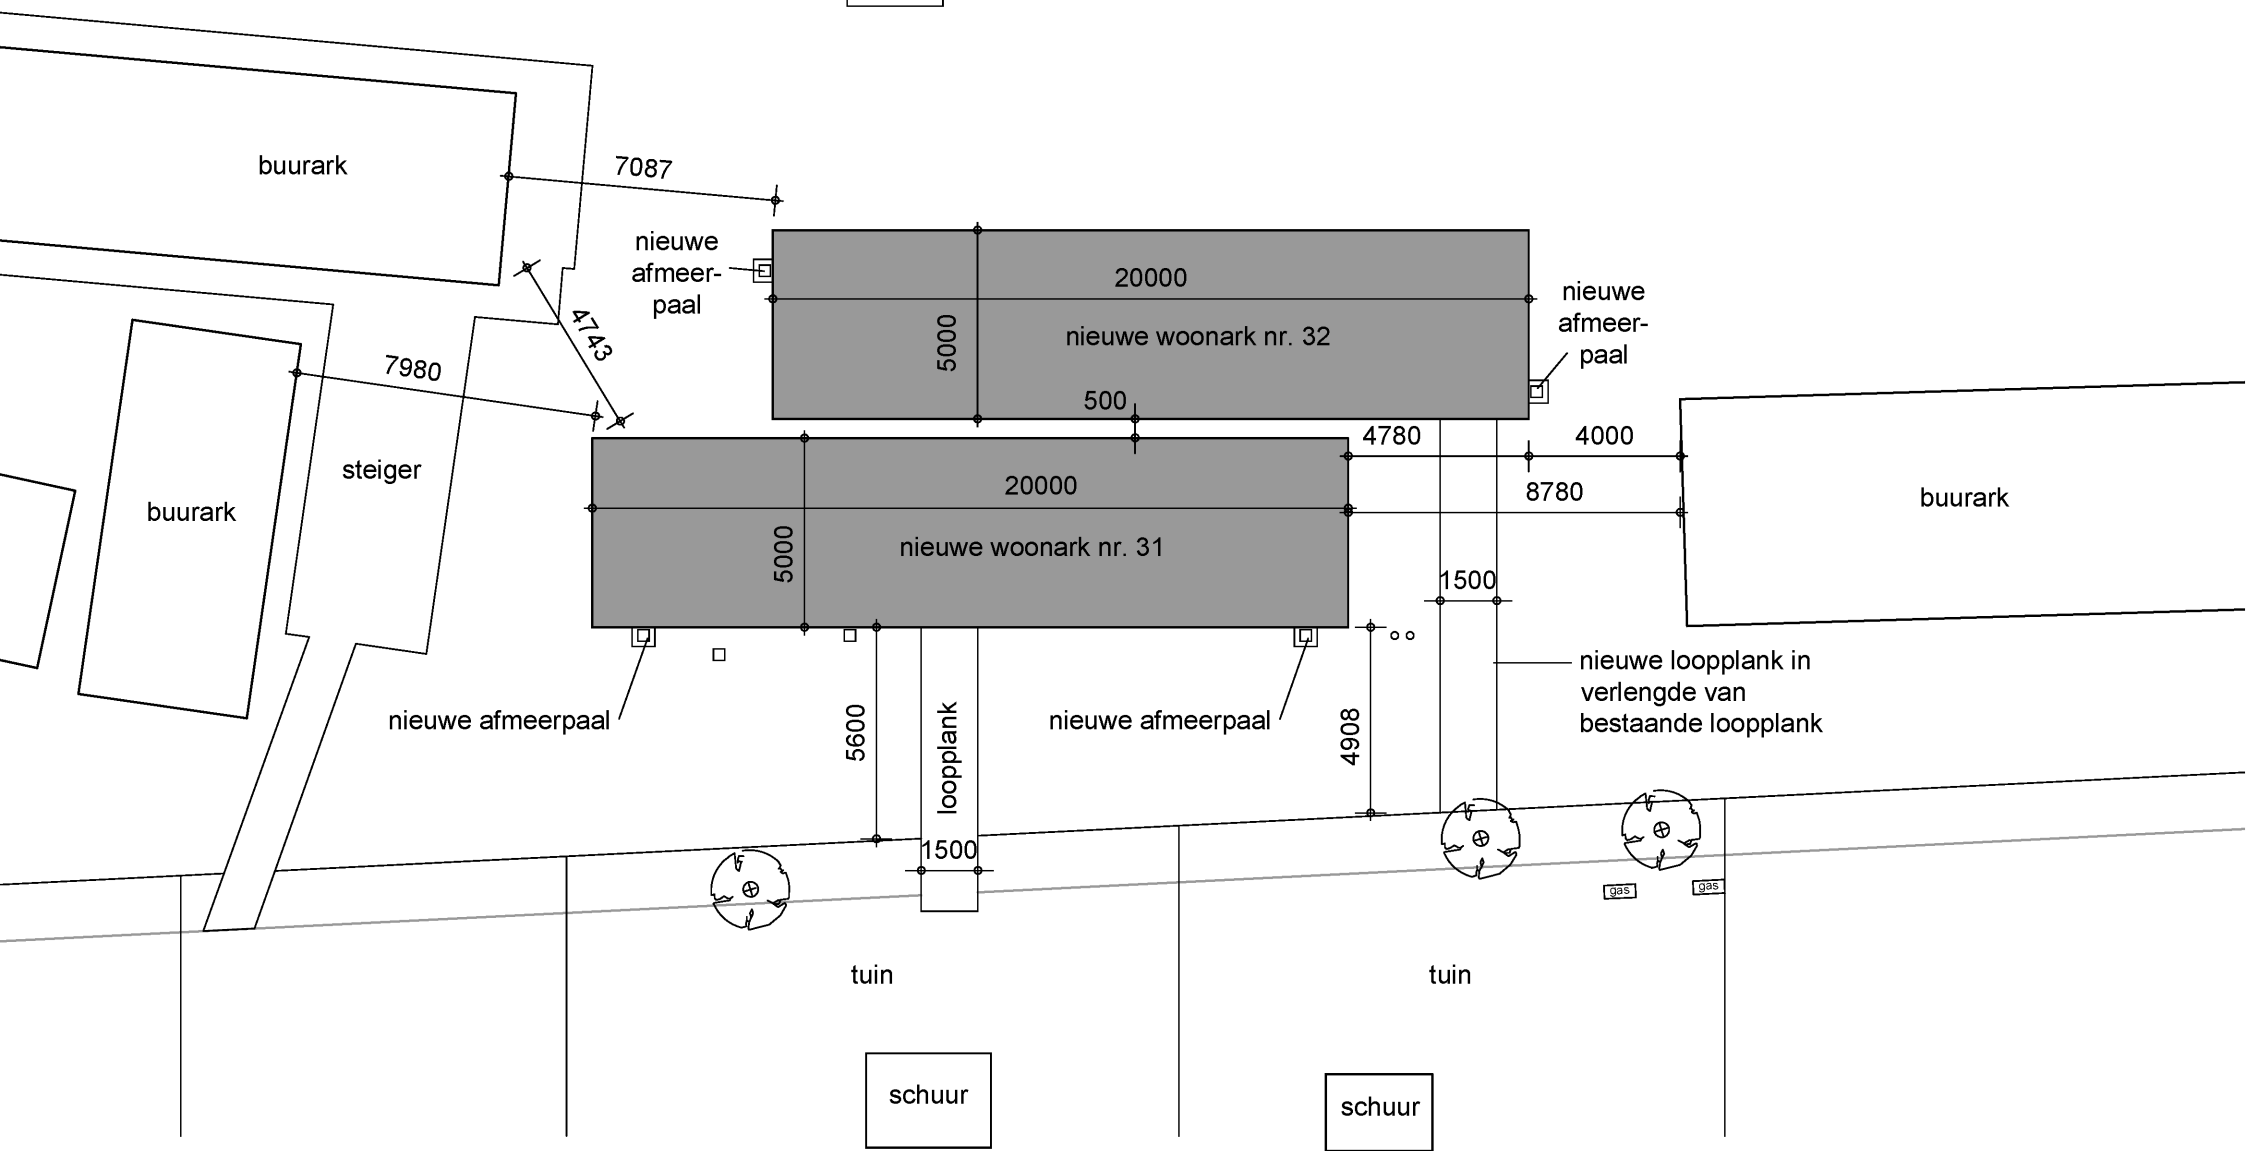 buurark
7087
nieuwe
afmeer-
paal
20000
5000
nieuwe woonark nr. 32
500
nieuwe
afmeer-
paal
4743
7980
steiger
buurark
4780
4000
8780
buurark
20000
5000
nieuwe woonark nr. 31
1500
nieuwe afmeerpaal
5600
loopplank
nieuwe afmeerpaal
4908
nieuwe loopplank in
verlengde van
bestaande loopplank
1500
gas
gas
tuin
tuin
schuur
schuur